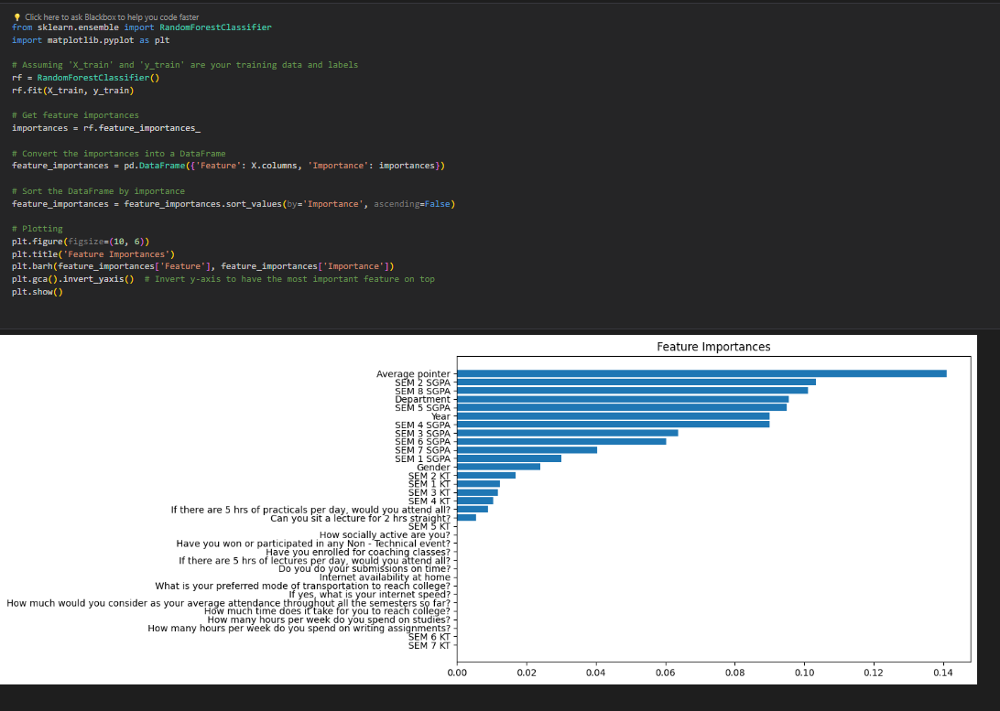 💡 Click here to ask Blackbox to help you code faster
from sklearn.ensemble import RandomForestClassifier
import matplotlib.pyplot as plt
# Assuming 'X_train' and 'y_train' are your training data and labels
rf = RandomForestClassifier()
rf.fit(X_train, y_train)
# Get feature importances
importances = rf.feature_importances_
# Convert the importances into a DataFrame
feature_importances = pd.DataFrame({'Feature': X.columns, 'Importance': importances})
# Sort the DataFrame by importance
feature_importances = feature_importances.sort_values(by='Importance', ascending=False)
# Plotting
plt.figure(figsize=(10, 6))
plt.title('Feature Importances')
plt.barh(feature_importances['Feature'], feature_importances['Importance'])
plt.gca().invert_yaxis()  # Invert y-axis to have the most important feature on top
plt.show()
Feature Importances
Average pointer
SEM 2 SGPA
SEM 8 SGPA
Department
SEM 5 SGPA
Year
SEM 4 SGPA
SEM 3 SGPA
SEM 6 SGPA
SEM 7 SGPA
SEM 1 SGPA
Gender
SEM 2 KT
SEM 1 KT
SEM 3 KT
SEM 4 KT
If there are 5 hrs of practicals per day, would you attend all?
Can you sit a lecture for 2 hrs straight?
SEM 5 KT
How socially active are you?
Have you won or participated in any Non - Technical event?
Have you enrolled for coaching classes?
If there are 5 hrs of lectures per day, would you attend all?
Do you do your submissions on time?
Internet availability at home
What is your preferred mode of transportation to reach college?
If yes, what is your internet speed?
How much would you consider as your average attendance throughout all the semesters so far?
How much time does it take for you to reach college?
How many hours per week do you spend on studies?
How many hours per week do you spend on writing assignments?
SEM 6 KT
SEM 7 KT
0.00 0.02 0.04 0.06 0.08 0.10 0.12 0.14